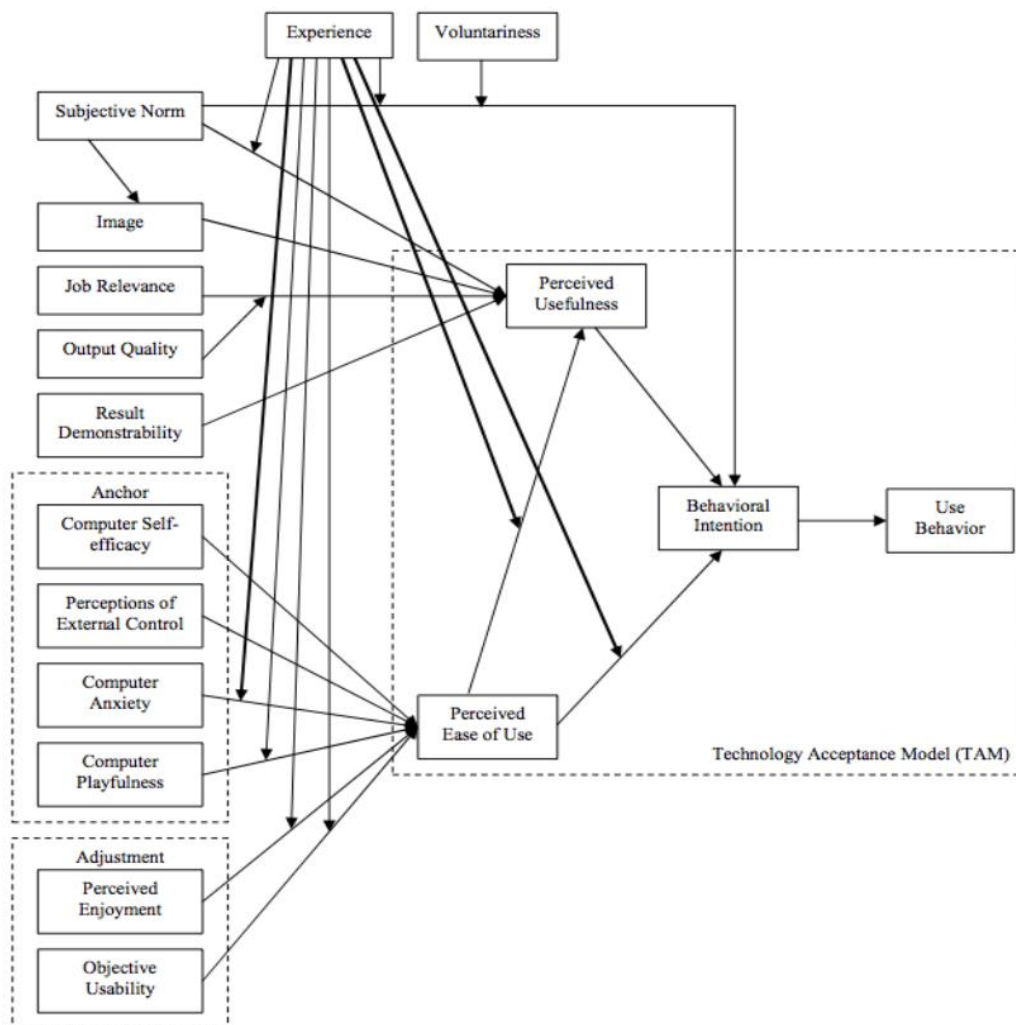 Experience
Voluntariness
Subjective Norm
Image
Job Relevance
Perceived
Usefulness
Output Quality
Result
Demonstrability
Anchor
Computer Self-
efficacy
Behavioral
Intention
Use
Behavior
Perceptions of
External Control
Computer
Anxiety
Perceived
Ease of Use
Computer
Playfulness
Technology Acceptance Model (TAM)
Adjustment
Perceived
Enjoyment
Objective
Usability